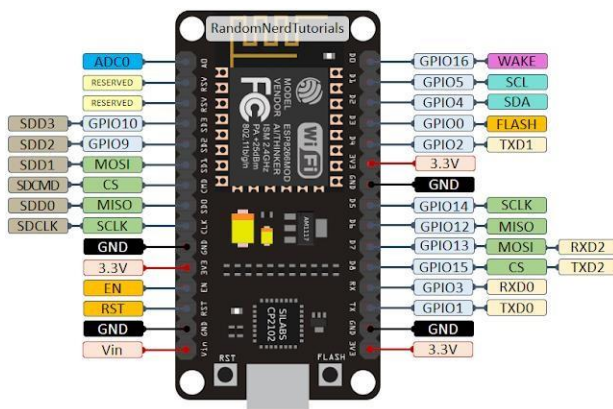 RandomNerdTutorials
ADC0 A0 D0 GPIO16 WAKE
RESERVED RSV D1 GPIO5 SCL
RESERVED RSV D2 GPIO4 SDA
SDD3 GPIO10 SD3 D3 GPIO0 FLASH
SDD2 GPIO9 SD2 D4 GPIO2 TXD1
SDD1 MOSI SD1 3V3 3.3V
SDCMD CS CMD GND GND
SDD0 MISO SD0 D5 GPIO14 SCLK
SDCLK SCLK CLK D6 GPIO12 MISO
GND GND D7 GPIO13 MOSI RXD2
3.3V 3V3 D8 GPIO15 CS TXD2
EN EN RX GPIO3 RXD0
RST RST TX GPIO1 TXD0
GND GND GND GND
Vin Vin 3V3 3.3V
MODEL ESP8266MOD
VENDOR AI/THINKER
ISM 2.4GHz
PA +25dBm
802.11b/g/n
FC
Wi Fi
AM1117
SILABS
CP2102
RST
FLASH